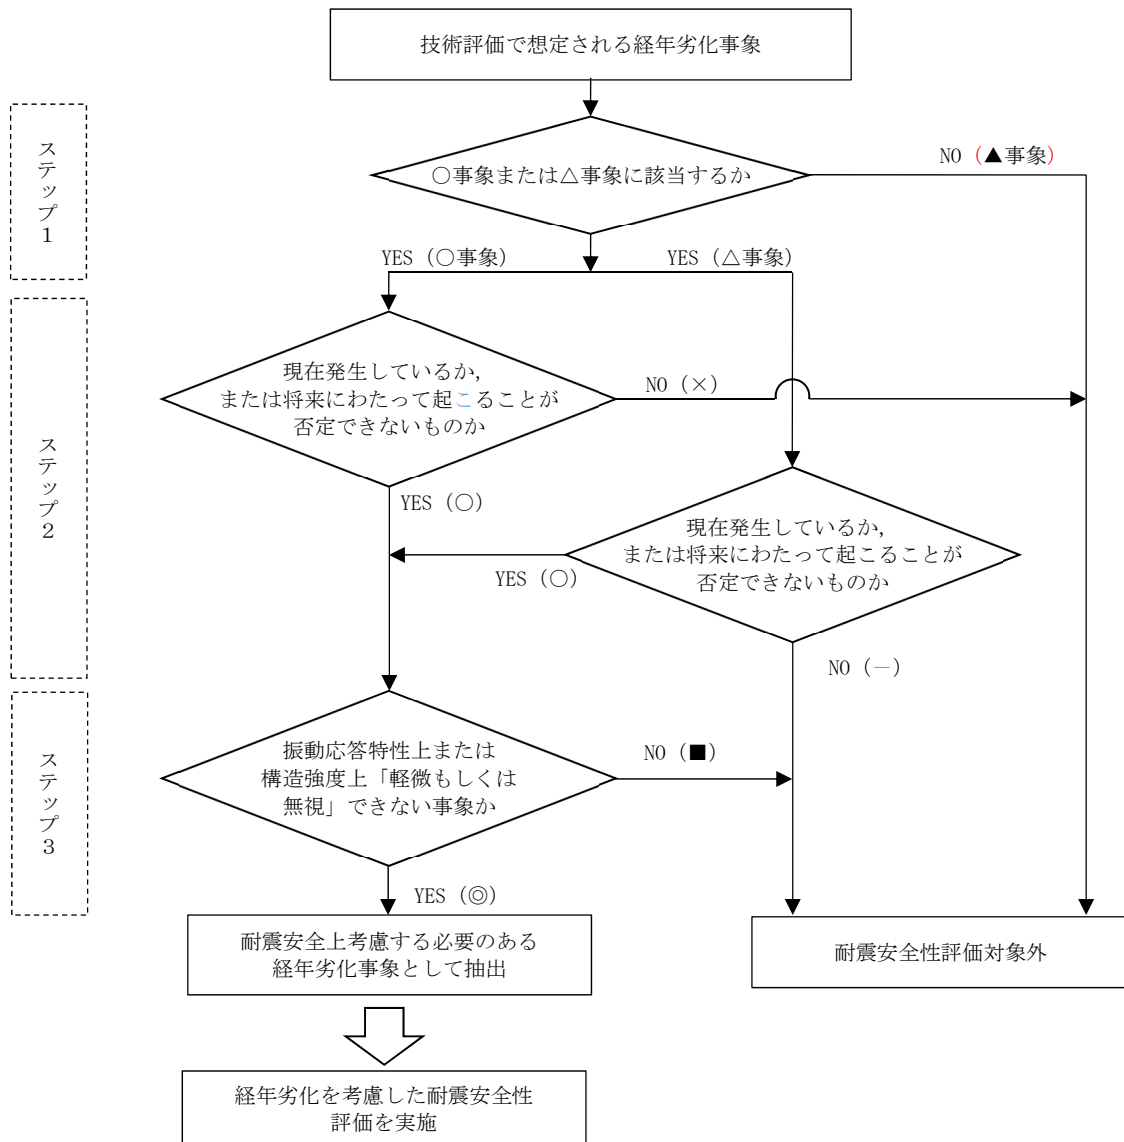 技術評価で想定される経年劣化事象
ステップ1
○事象または△事象に該当するか
NO（▲事象）
YES（○事象）
YES（△事象）
ステップ2
現在発生しているか，
または将来にわたって起こることが
否定できないものか
NO（×）
YES（○）
現在発生しているか，
または将来にわたって起こることが
否定できないものか
YES（○）
NO（－）
ステップ3
振動応答特性上または
構造強度上「軽微もしくは
無視」できない事象か
NO（■）
YES（◎）
耐震安全上考慮する必要のある
経年劣化事象として抽出
耐震安全性評価対象外
経年劣化を考慮した耐震安全性
評価を実施